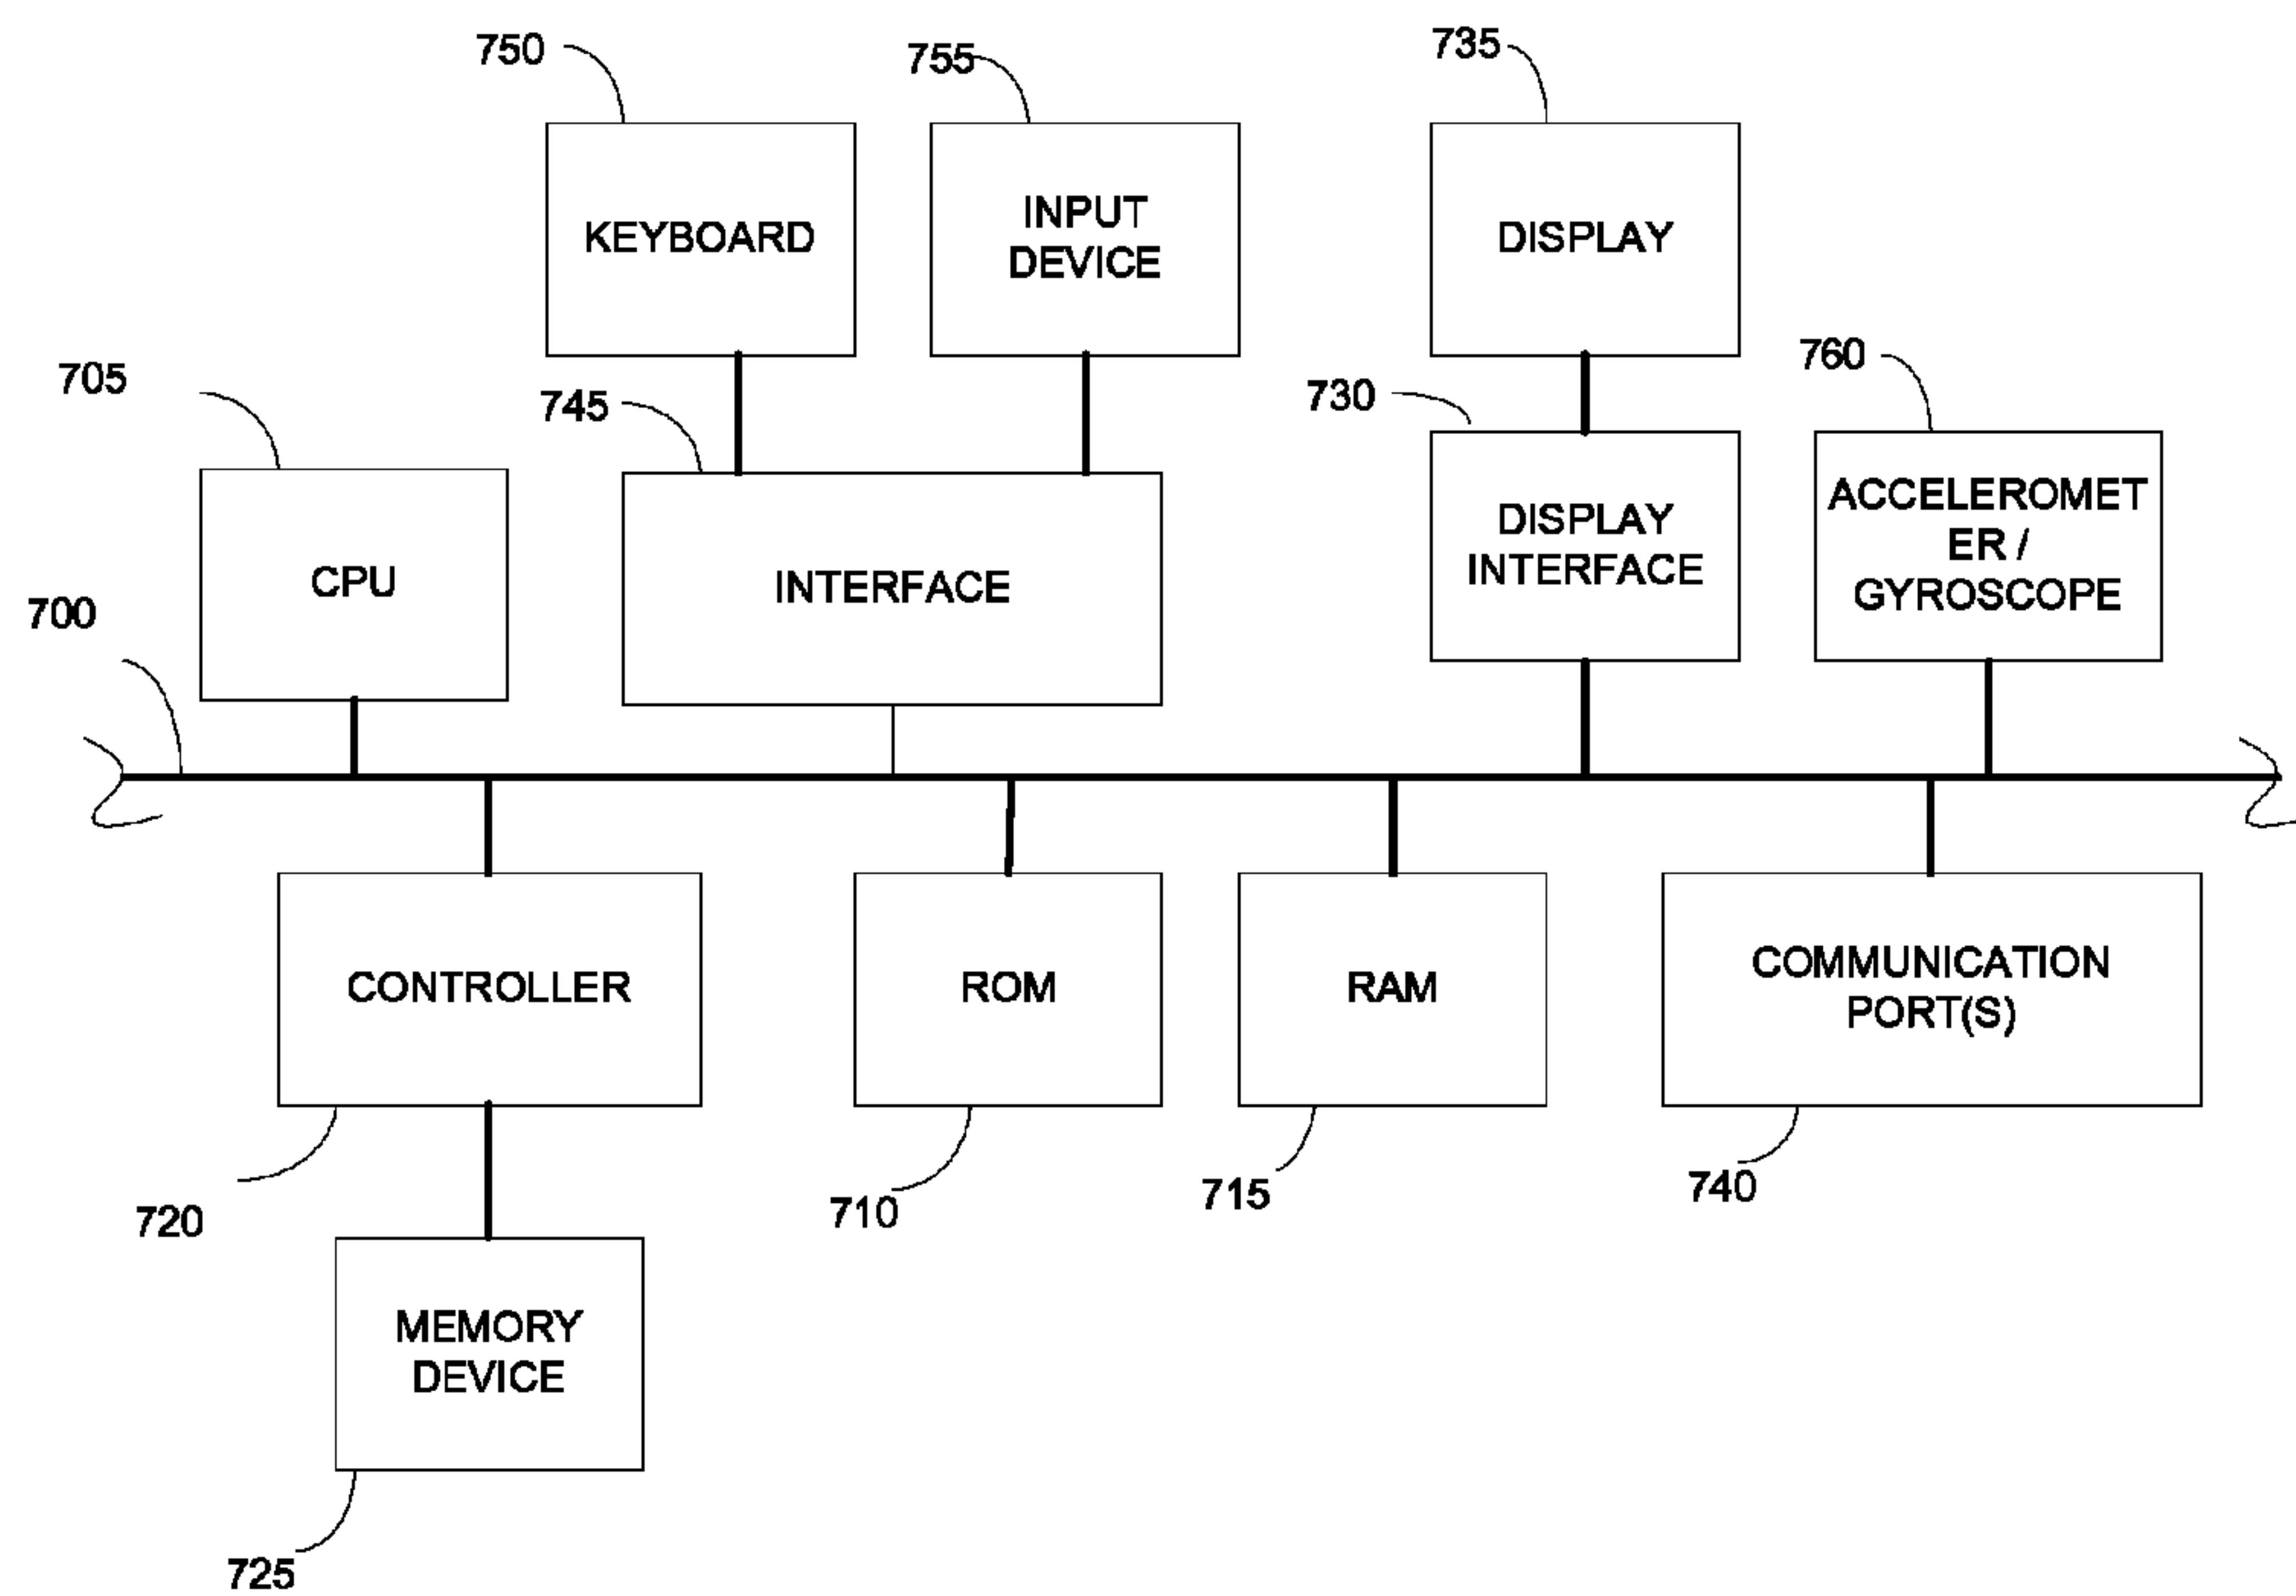 750
755
735
KEYBOARD
INPUT
DEVICE
DISPLAY
760
705
745
730
ACCELEROMET
ER /
GYROSCOPE
DISPLAY
INTERFACE
CPU
INTERFACE
700
CONTROLLER
ROM
RAM
COMMUNICATION
PORT(S)
720
710
715
740
MEMORY
DEVICE
725